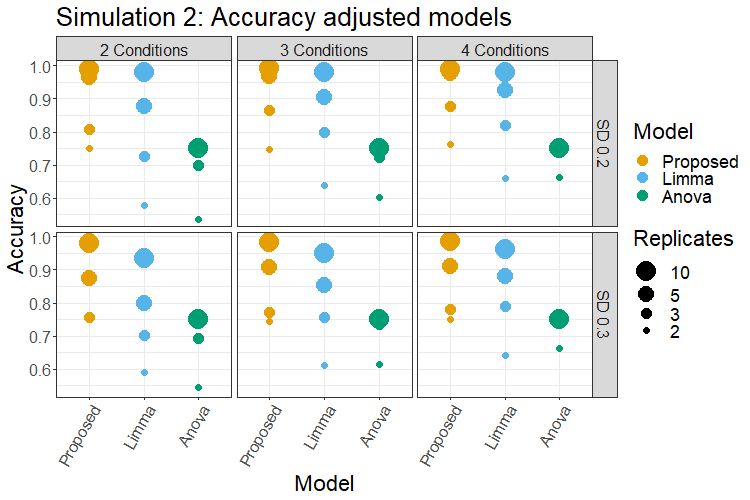 Simulation 2: Accuracy adjusted models
2 Conditions
3 Conditions
4 Conditions
Accuracy
1.0
0.9
0.8
0.7
0.6
SD 0.2
1.0
0.9
0.8
0.7
0.6
SD 0.3
Proposed
Limma
Anova
Proposed
Limma
Anova
Proposed
Limma
Anova
Model
Model
Proposed
Limma
Anova
Replicates
10
5
3
2